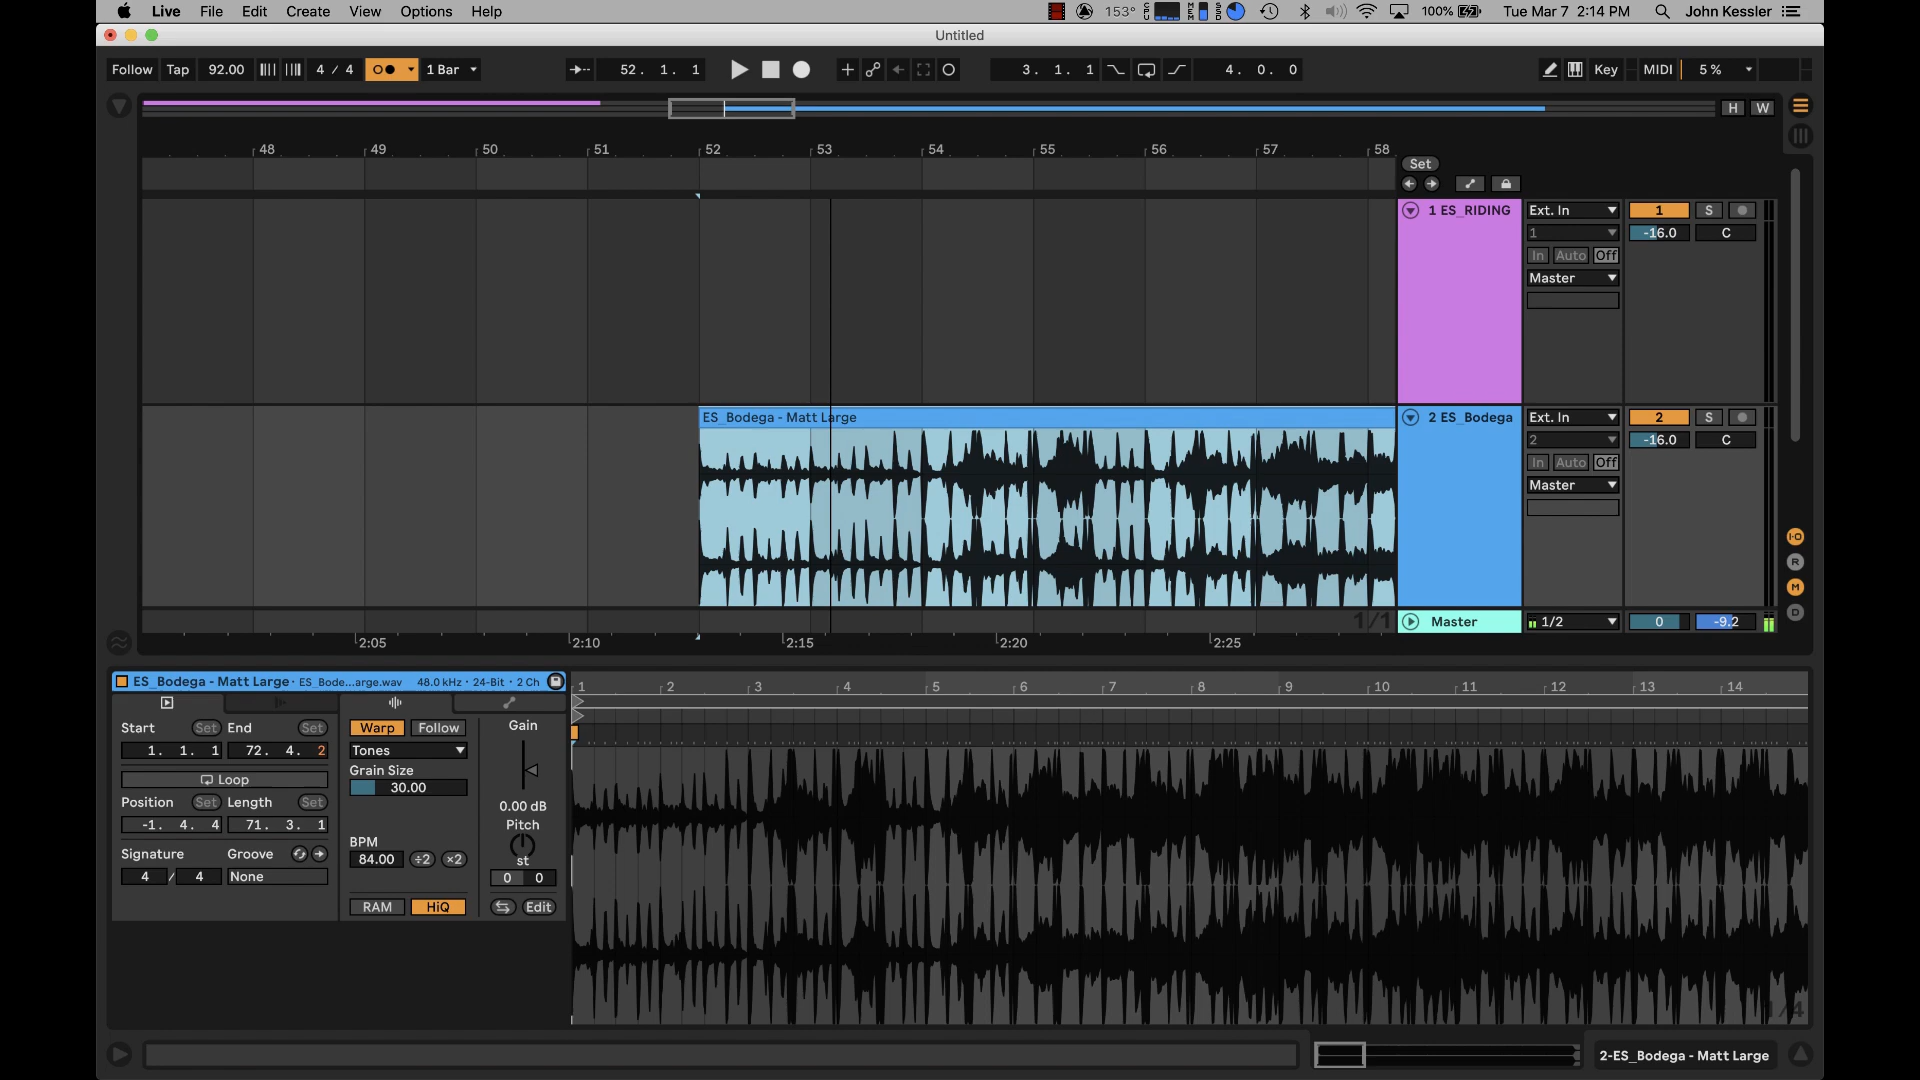 Live File Edit Create View Options Help 153° 100% Tue Mar 7 2:14 PM John Kessler
Untitled
Follow Tap 92.00 4 / 4 1 Bar 52. 1. 1 3. 1. 1 4. 0. 0 Key MIDI 5 %
H W
48 49 50 51 52 53 54 55 56 57 58
Set
1 ES_RIDING Ext. In 1 S
1 -16.0 C
In Auto Off
Master
ES_Bodega - Matt Large 2 ES_Bodega Ext. In 2 S
2 -16.0 C
In Auto Off
Master
I·O
R
M
D
1/1 Master 1/2 0 -9.2
2:05 2:10 2:15 2:20 2:25
ES_Bodega - Matt Large · ES_Bode...arge.wav 48.0 kHz · 24-Bit · 2 Ch
1 2 3 4 5 6 7 8 9 10 11 12 13 14
Start Set End Set Warp Follow Gain
1. 1. 1 72. 4. 2 Tones
Loop Grain Size
30.00
Position Set Length Set 0.00 dB
-1. 4. 4 71. 3. 1 Pitch
Signature Groove BPM st
4 / 4 None 84.00 ÷2 ×2 0 0
RAM HiQ Edit
1/4
2-ES_Bodega - Matt Large